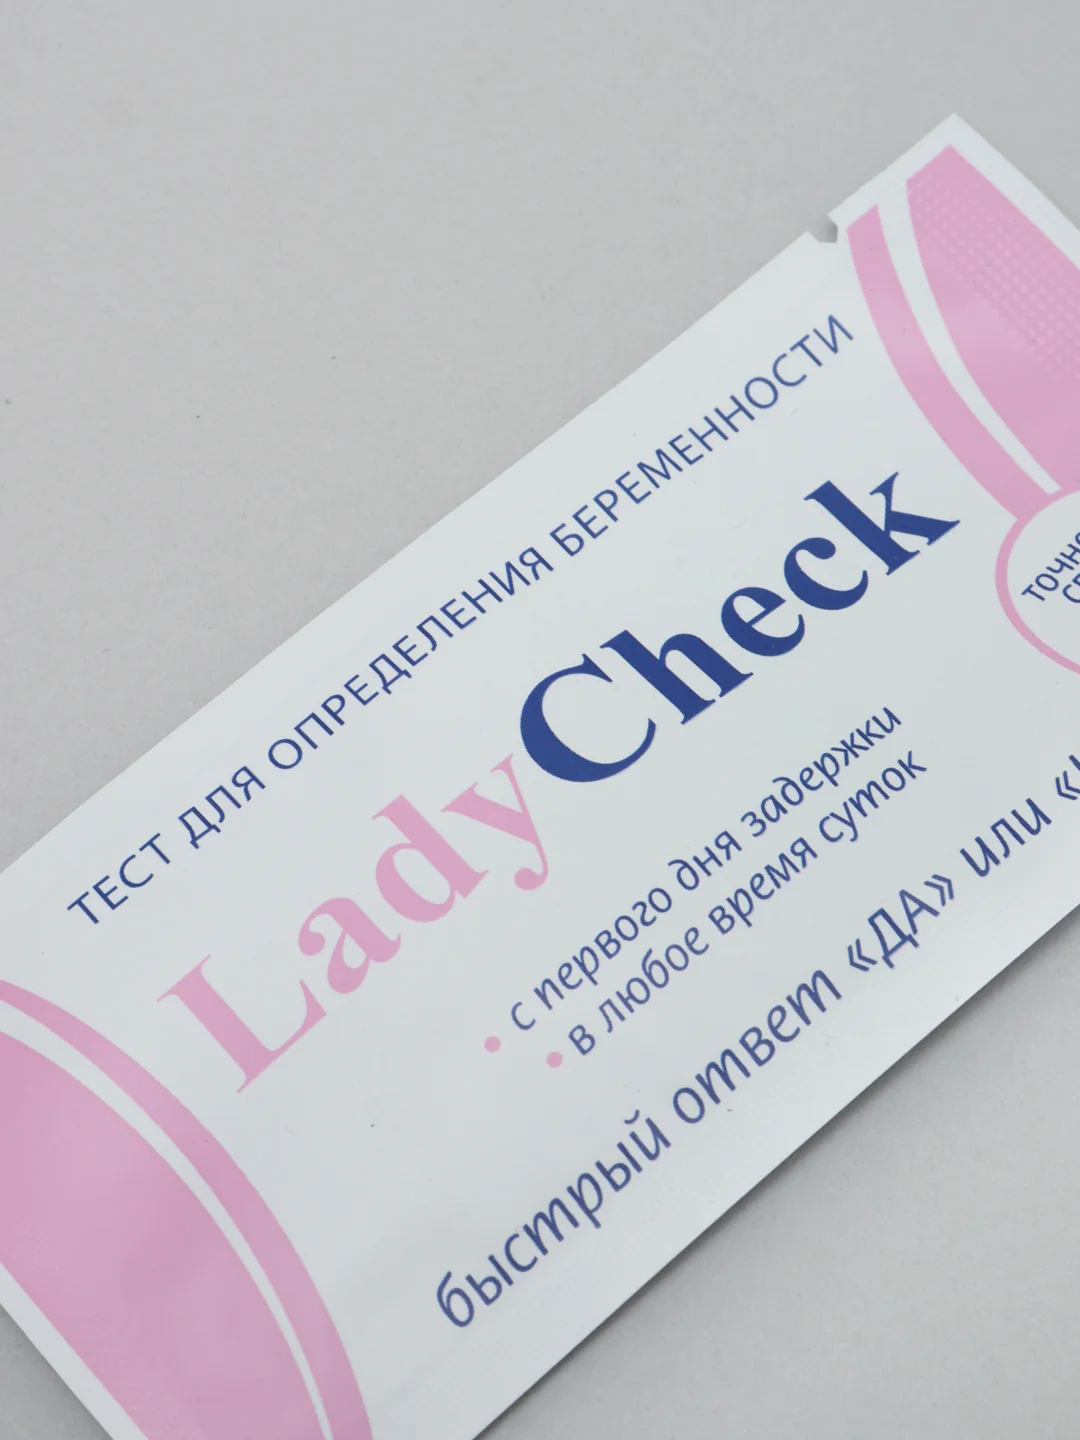 ТЕСТ ДЛЯ ОПРЕДЕЛЕНИЯ БЕРЕМЕННОСТИ
LadyCheck
• с первого дня задержки
• в любое время суток
быстрый ответ «ДА» или